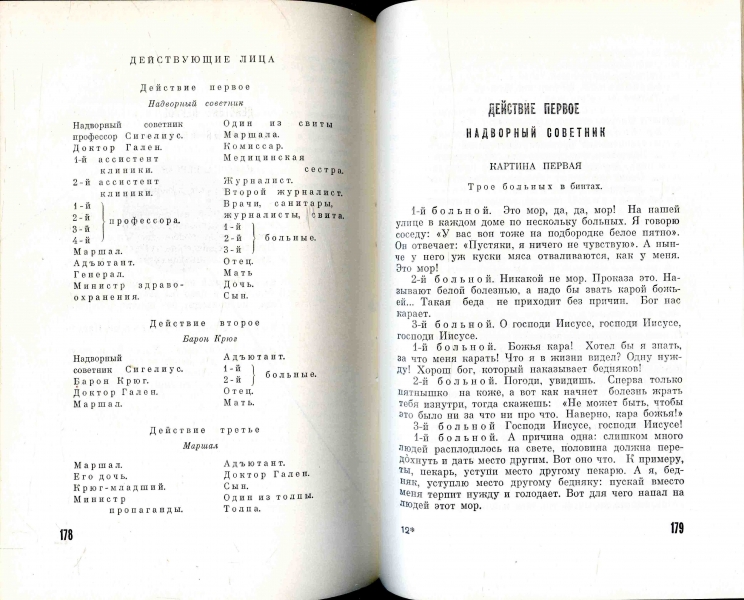 ДЕЙСТВУЮЩИЕ ЛИЦА
Действие первое
Надворный советник
Надворный советник
профессор Сигелиус.
Доктор Гален.
1-й ассистент
клиники.
2-й ассистент
клиники.
1-й
2-й
3-й
4-й
профессора.
Маршал.
Адъютант.
Генерал.
Министр здраво-
охранения.
Один из свиты
Маршала.
Комиссар.
Медицинская
сестра.
Журналист.
Второй журналист.
Врачи, санитары,
журналисты, свита.
1-й
2-й
3-й
больные.
Отец.
Мать
Дочь.
Сын.
Действие второе
Барон Крюг
Надворный
советник Сигелиус.
Барон Крюг.
Доктор Гален.
Маршал.
Адъютант.
1-й
2-й
больные.
Отец.
Мать.
Действие третье
Маршал
Маршал.
Его дочь.
Крюг-младший.
Министр
пропаганды.
Адъютант.
Доктор Гален.
Сын.
Один из толпы.
Толпа.
178
ДЕЙСТВИЕ ПЕРВОЕ
НАДВОРНЫЙ СОВЕТНИК
КАРТИНА ПЕРВАЯ
Трое больных в бинтах.
1-й больной. Это мор, да, да, мор! На нашей
улице в каждом доме по нескольку больных. Я говорю
соседу: «У вас вон тоже на подбородке белое пятно».
Он отвечает: «Пустяки, я ничего не чувствую». А нын-
че у него уж куски мяса отваливаются, как у меня.
Это мор!
2-й больной. Никакой не мор. Проказа это. На-
зывают белой болезнью, а надо бы звать карой божь-
ей... Такая беда не приходит без причин. Бог нас
карает.
3-й больной. О господи Иисусе, господи Иисусе,
господи Иисусе.
1-й больной. Божья кара! Хотел бы я знать,
за что меня карать! Что я в жизни видел? Одну нуж-
ду! Хорош бог, который наказывает бедняков!
2-й больной. Погоди, увидишь. Сперва только
пятнышко на коже, а вот как начнет болезнь жрать
тебя изнутри, тогда скажешь: «Не может быть, чтобы
это было ни за что ни про что. Наверно, кара божья!»
3-й больной Господи Иисусе, господи Иисусе!
1-й больной. А причина одна: слишком много
людей расплодилось на свете, половина должна пере-
дохнуть и дать место другим. Вот оно что. К примеру,
ты, пекарь, уступи место другому пекарю. А я, бед-
няк, уступлю место другому бедняку: пускай вместо
меня терпит нужду и голодает. Вот для чего напал на
людей этот мор.
12*
179